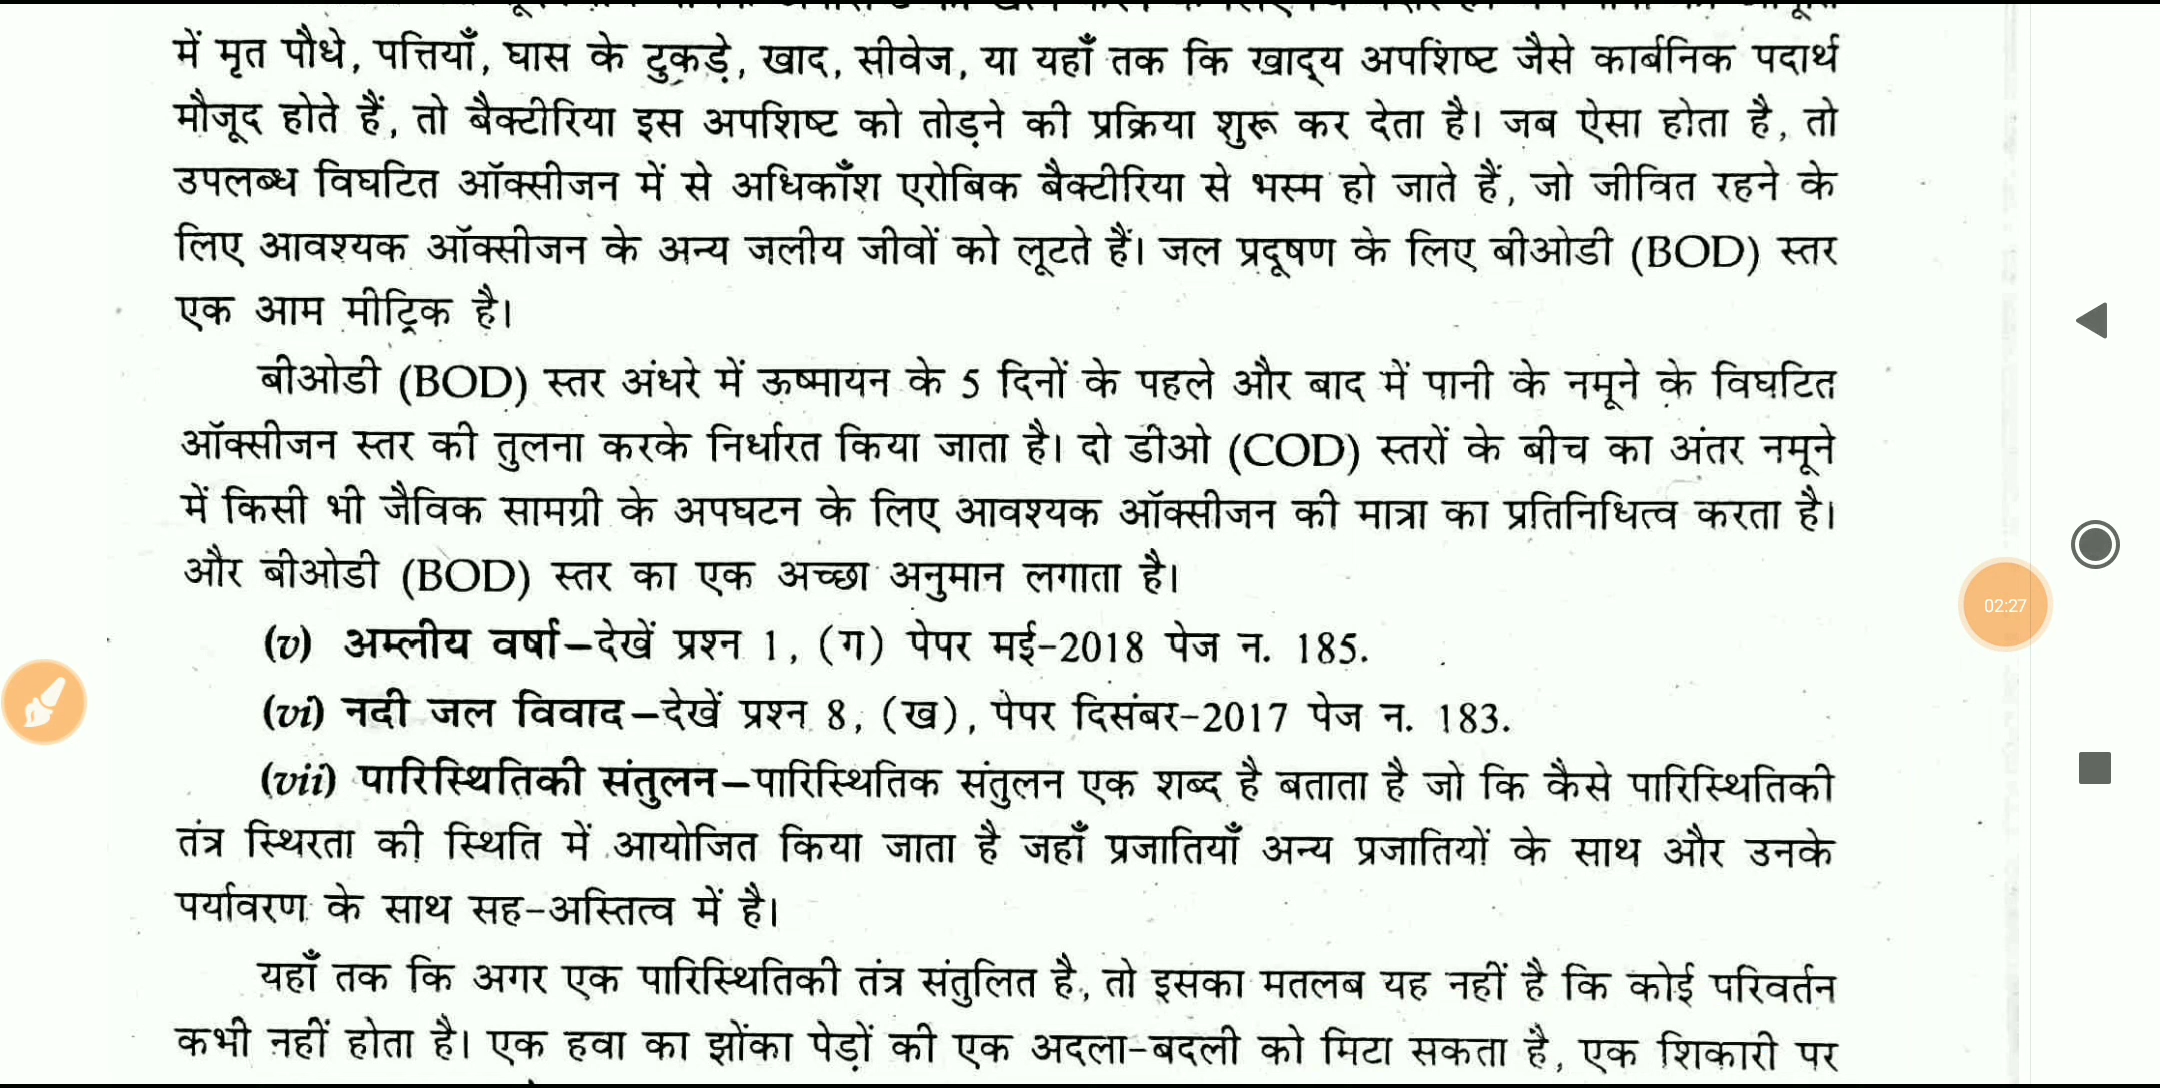 में मृत पौधे, पत्तियाँ, घास के टुकड़े, खाद, सीवेज, या यहाँ तक कि खाद्य अपशिष्ट जैसे कार्बनिक पदार्थ
मौजूद होते हैं, तो बैक्टीरिया इस अपशिष्ट को तोड़ने की प्रक्रिया शुरू कर देता है। जब ऐसा होता है, तो
उपलब्ध विघटित ऑक्सीजन में से अधिकाँश एरोबिक बैक्टीरिया से भस्म हो जाते हैं, जो जीवित रहने के
लिए आवश्यक ऑक्सीजन के अन्य जलीय जीवों को लूटते हैं। जल प्रदूषण के लिए बीओडी (BOD) स्तर
एक आम मीट्रिक है।
बीओडी (BOD) स्तर अंधरे में ऊष्मायन के 5 दिनों के पहले और बाद में पानी के नमूने के विघटित
ऑक्सीजन स्तर की तुलना करके निर्धारत किया जाता है। दो डीओ (COD) स्तरों के बीच का अंतर नमूने
में किसी भी जैविक सामग्री के अपघटन के लिए आवश्यक ऑक्सीजन की मात्रा का प्रतिनिधित्व करता है।
और बीओडी (BOD) स्तर का एक अच्छा अनुमान लगाता है।
(v) अम्लीय वर्षा–देखें प्रश्न 1, (ग) पेपर मई-2018 पेज न. 185.
02:27
(vi) नदी जल विवाद–देखें प्रश्न 8, (ख), पेपर दिसंबर-2017 पेज न. 183.
(vii) पारिस्थितिकी संतुलन–पारिस्थितिक संतुलन एक शब्द है बताता है जो कि कैसे पारिस्थितिकी
तंत्र स्थिरता की स्थिति में आयोजित किया जाता है जहाँ प्रजातियाँ अन्य प्रजातियों के साथ और उनके
पर्यावरण के साथ सह-अस्तित्व में है।
यहाँ तक कि अगर एक पारिस्थितिकी तंत्र संतुलित है, तो इसका मतलब यह नहीं है कि कोई परिवर्तन
कभी नहीं होता है। एक हवा का झोंका पेड़ों की एक अदला-बदली को मिटा सकता है, एक शिकारी पर